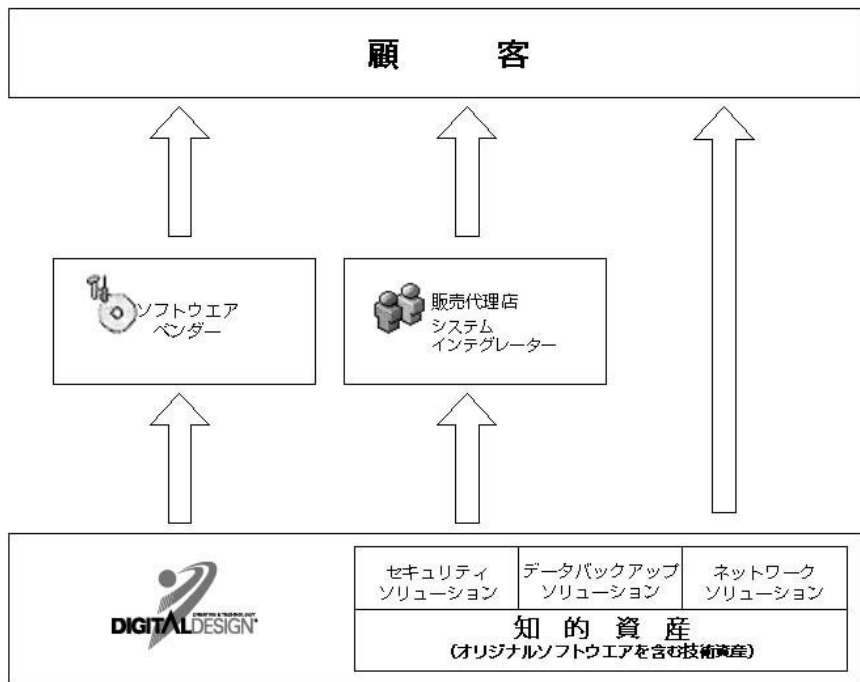 顧 客
ソフトウエア
ベンダー
販売代理店
システム
インテグレーター
CREATIVE & TECHNOLOGY
DIGITALDESIGN
セキュリティ
ソリューション
データバックアップ
ソリューション
ネットワーク
ソリューション
知 的 資 産
(オリジナルソフトウエアを含む技術資産)